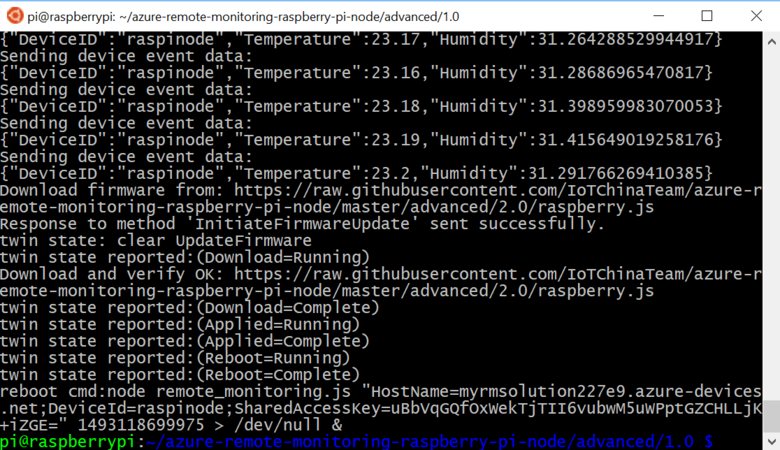 pi@raspberrypi: ~/azure-remote-monitoring-raspberry-pi-node/advanced/1.0
{"DeviceID":"raspinode","Temperature":23.17,"Humidity":31.264288529944917}
Sending device event data:
{"DeviceID":"raspinode","Temperature":23.16,"Humidity":31.28686965470817}
Sending device event data:
{"DeviceID":"raspinode","Temperature":23.18,"Humidity":31.398959983070053}
Sending device event data:
{"DeviceID":"raspinode","Temperature":23.19,"Humidity":31.415649019258176}
Sending device event data:
{"DeviceID":"raspinode","Temperature":23.2,"Humidity":31.291766269410385}
Download firmware from: https://raw.githubusercontent.com/IoTChinaTeam/azure-r
emote-monitoring-raspberry-pi-node/master/advanced/2.0/raspberry.js
Response to method 'InitiateFirmwareUpdate' sent successfully.
twin state: clear UpdateFirmware
twin state reported:(Download=Running)
Download and verify OK: https://raw.githubusercontent.com/IoTChinaTeam/azure-r
emote-monitoring-raspberry-pi-node/master/advanced/2.0/raspberry.js
twin state reported:(Download=Complete)
twin state reported:(Applied=Running)
twin state reported:(Applied=Complete)
twin state reported:(Reboot=Running)
twin state reported:(Reboot=Complete)
reboot cmd:node remote_monitoring.js "HostName=myrmsolution227e9.azure-devices
.net;DeviceId=raspinode;SharedAccessKey=uBbVqGQfOxWekTjTII6vubwM5uWPptGZCHLLjK
+iZGE=" 1493118699975 > /dev/null &
pi@raspberrypi:~/azure-remote-monitoring-raspberry-pi-node/advanced/1.0 $